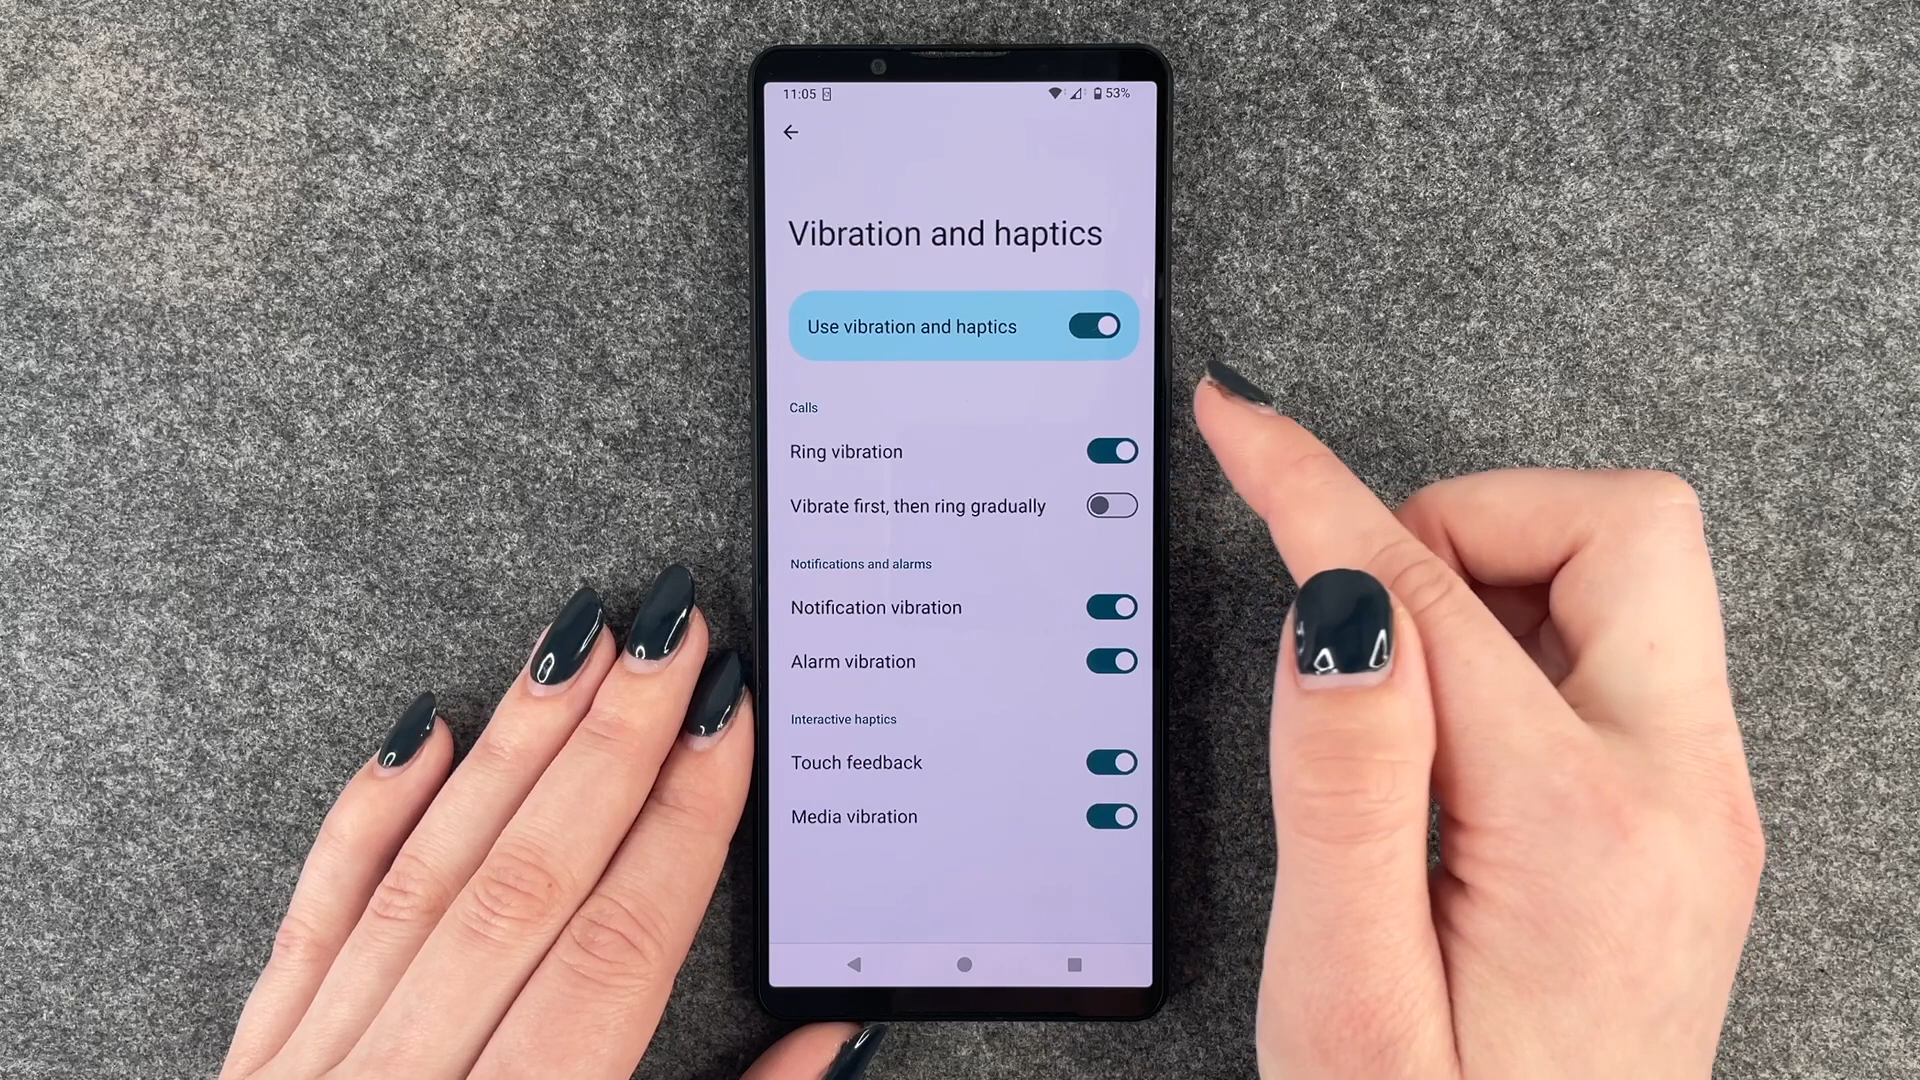 11:05 53%
Vibration and haptics
Use vibration and haptics
Calls
Ring vibration
Vibrate first, then ring gradually
Notifications and alarms
Notification vibration
Alarm vibration
Interactive haptics
Touch feedback
Media vibration